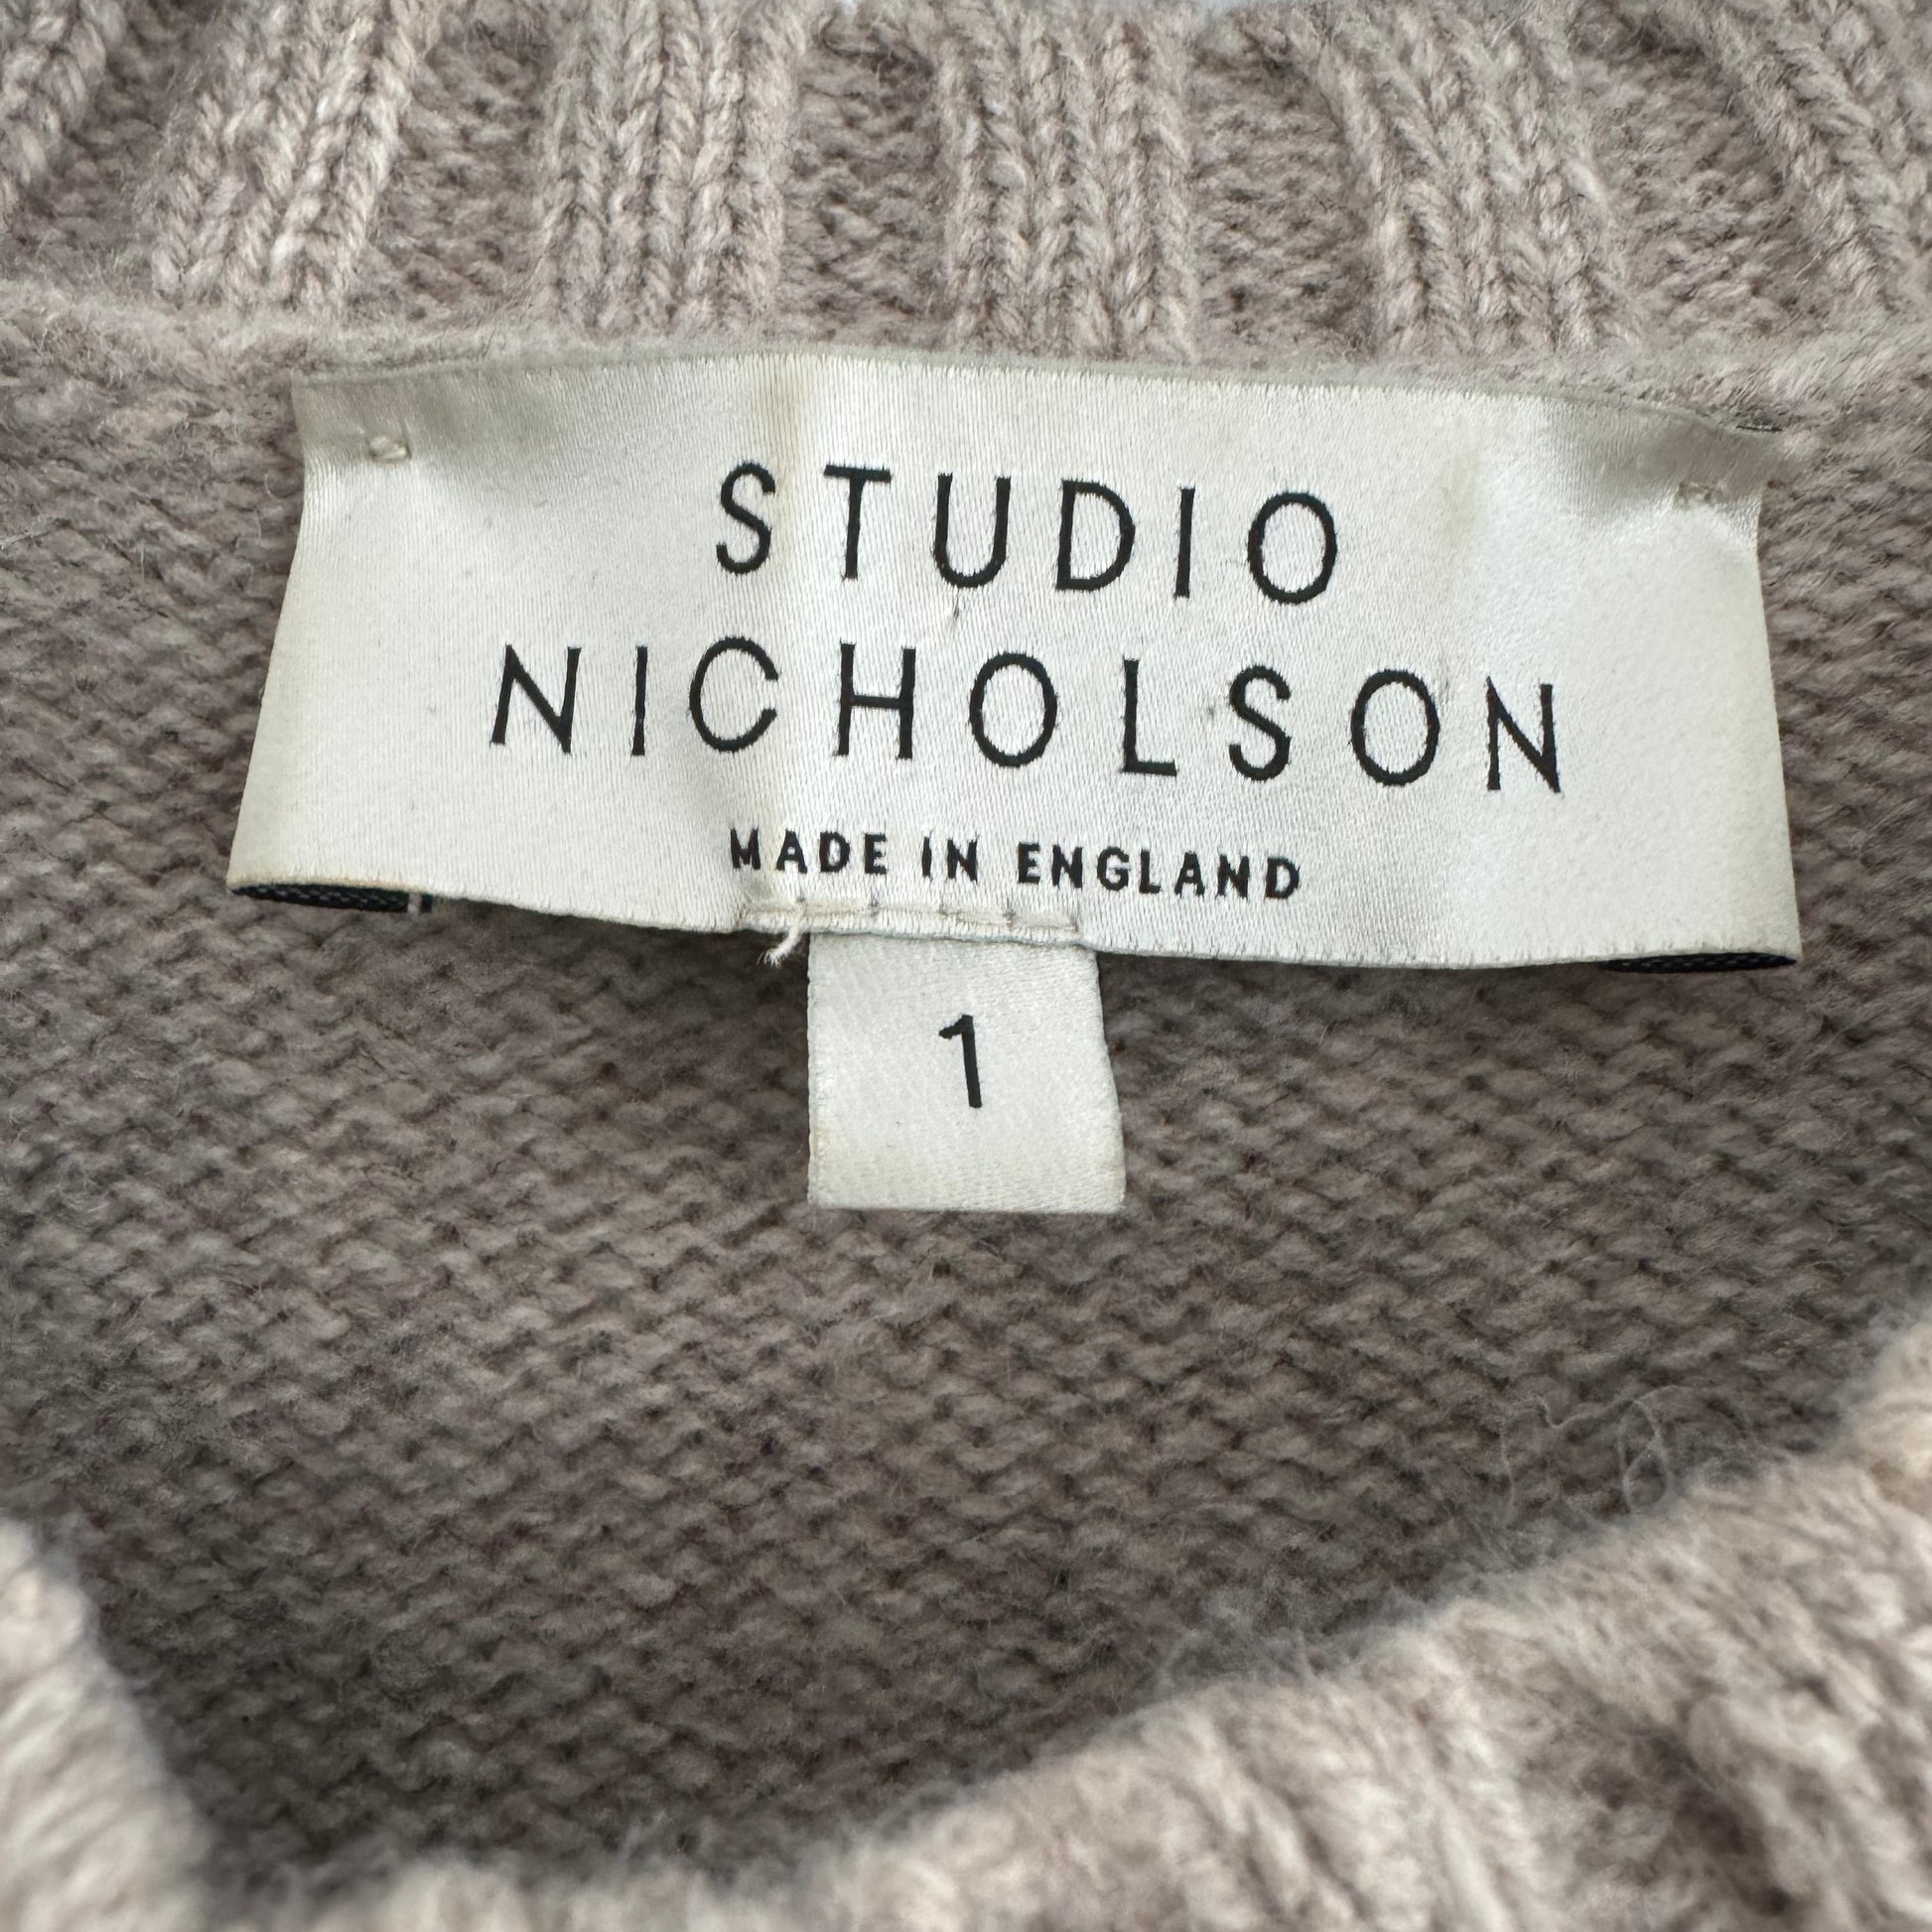 STUDIO
NICHOLSON
MADE IN ENGLAND
1